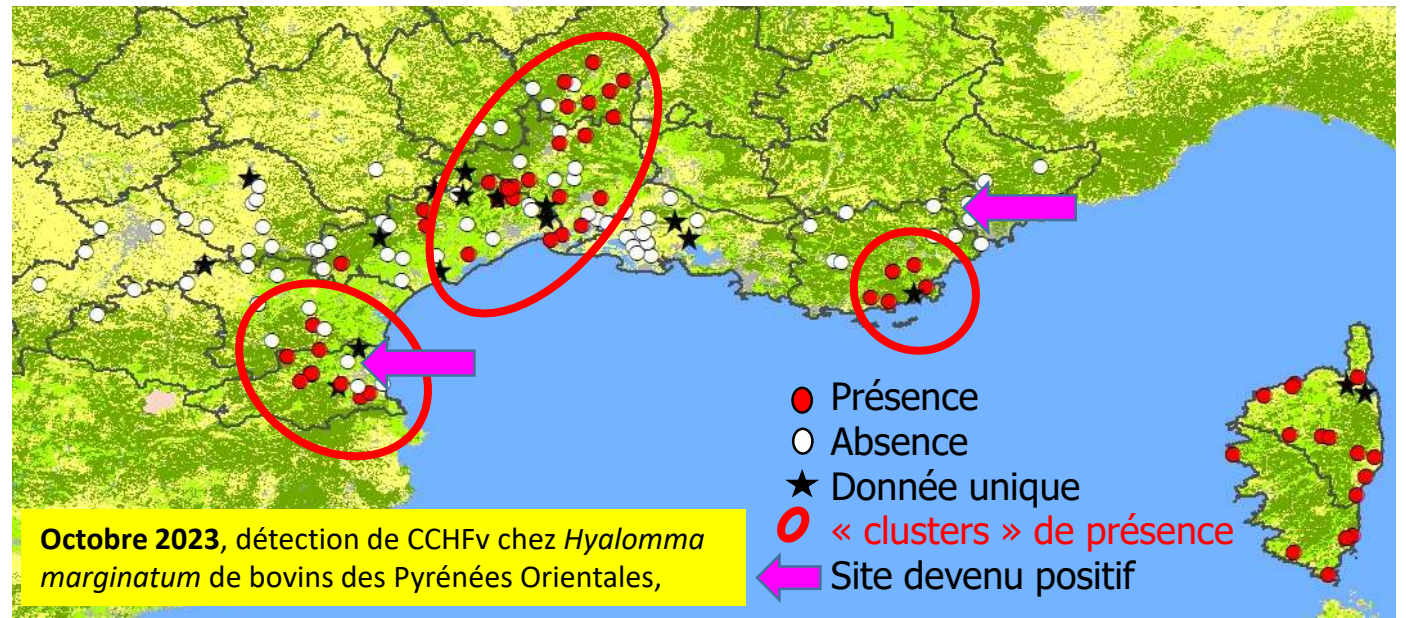 Présence
Absence
Donnée unique
« clusters » de présence
Site devenu positif
Octobre 2023, détection de CCHFv chez Hyalomma
marginatum de bovins des Pyrénées Orientales,